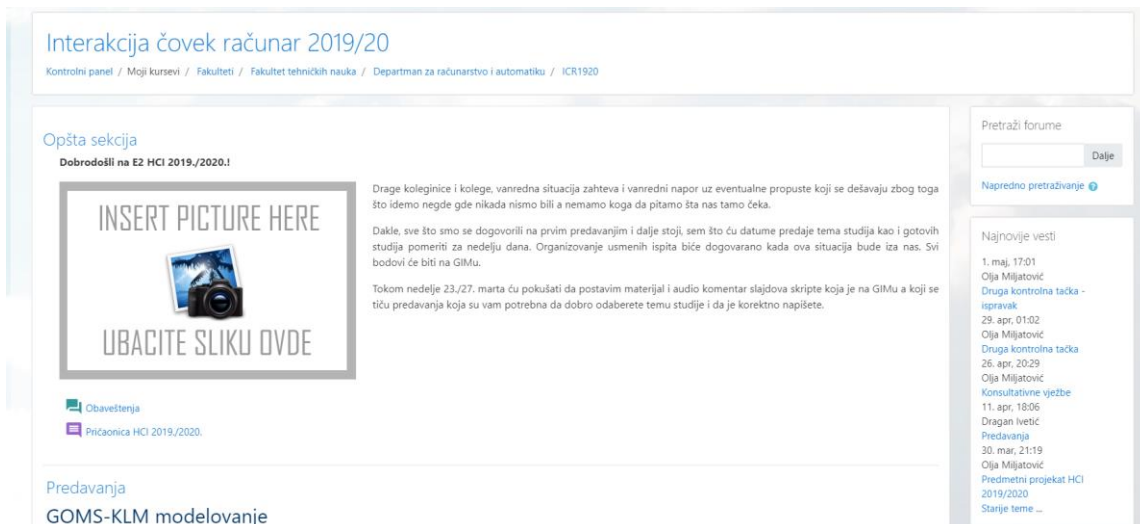 Interakcija čovek računar 2019/20
Kontrolni panel / Moji kursevi / Fakulteti / Fakultet tehničkih nauka / Departman za računarstvo i automatiku / ICR1920
Opšta sekcija
Dobrodošli na E2 HCI 2019./2020.!
INSERT PICTURE HERE
UBACITE SLIKU OVDE
Drage koleginice i kolege, vanredna situacija zahteva i vanredni napor uz eventualne propuste koji se dešavaju zbog toga
što idemo negde gde nikada nismo bili a nemamo koga da pitamo šta nas tamo čeka.
Dakle, sve što smo se dogovorili na prvim predavanjim i dalje stoji, sem što ću datume predaje tema studija kao i gotovih
studija pomeriti za nedelju dana. Organizovanje usmenih ispita biće dogovarano kada ova situacija bude iza nas. Svi
bodovi će biti na GIMu.
Tokom nedelje 23./27. marta ću pokušati da postavim materijal i audio komentar slajdova skripte koja je na GIMu a koji se
tiču predavanja koja su vam potrebna da dobro odaberete temu studije i da je korektno napišete.
Obaveštenja
Pričaonica HCI 2019./2020.
Predavanja
GOMS-KLM modelovanje
Pretraži forume
Dalje
Napredno pretraživanje
Najnovije vesti
1. maj, 17:01
Olja Miljatović
Druga kontrolna tačka -
ispravak
29. apr, 01:02
Olja Miljatović
Druga kontrolna tačka
26. apr, 20:29
Olja Miljatović
Konsultativne vježbe
11. apr, 18:06
Dragan Ivetić
Predavanja
30. mar, 21:19
Olja Miljatović
Predmetni projekat HCI
2019/2020
Starije teme ...